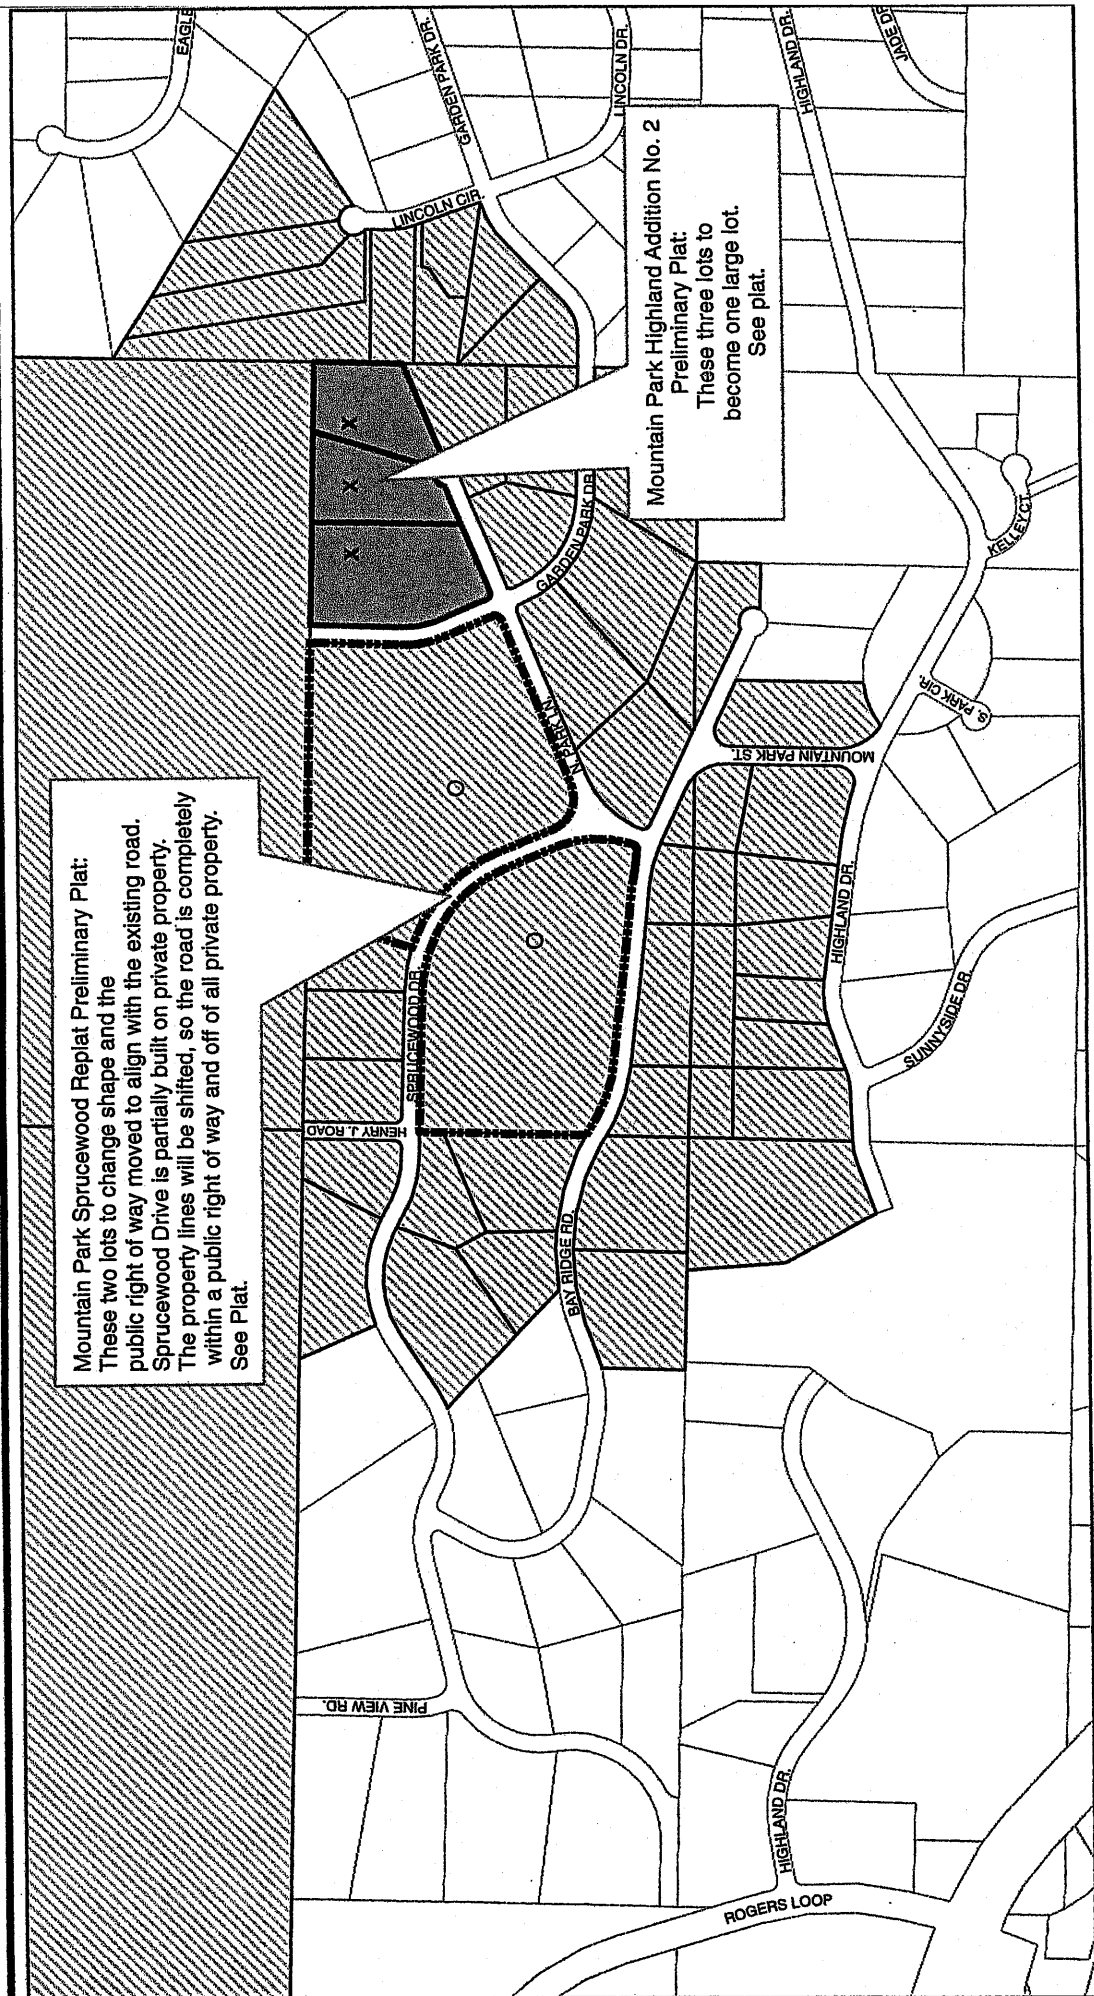 Mountain Park Sprucewood Replat Preliminary Plat:
These two lots to change shape and the
public right of way moved to align with the existing road.
Sprucewood Drive is partially built on private property.
The property lines will be shifted, so the road is completely
within a public right of way and off of all private property.
See Plat.
Mountain Park Highland Addition No. 2
Preliminary Plat:
These three lots to
become one large lot.
See plat.
EAGLE
GARDEN PARK DR.
LINCOLN DR.
HIGHLAND DR.
JADE DR
LINCOLN CIR.
X
X
X
GARDEN PARK DR.
KELLEY CT.
N. PARK LN.
S. PARK CIR.
MOUNTAIN PARK ST.
O
O
SPRUCEWOOD DR.
HENRY J. ROAD
HIGHLAND DR.
SUNNYSIDE DR.
BAY RIDGE RD.
PINE VIEW RD.
HIGHLAND DR.
ROGERS LOOP